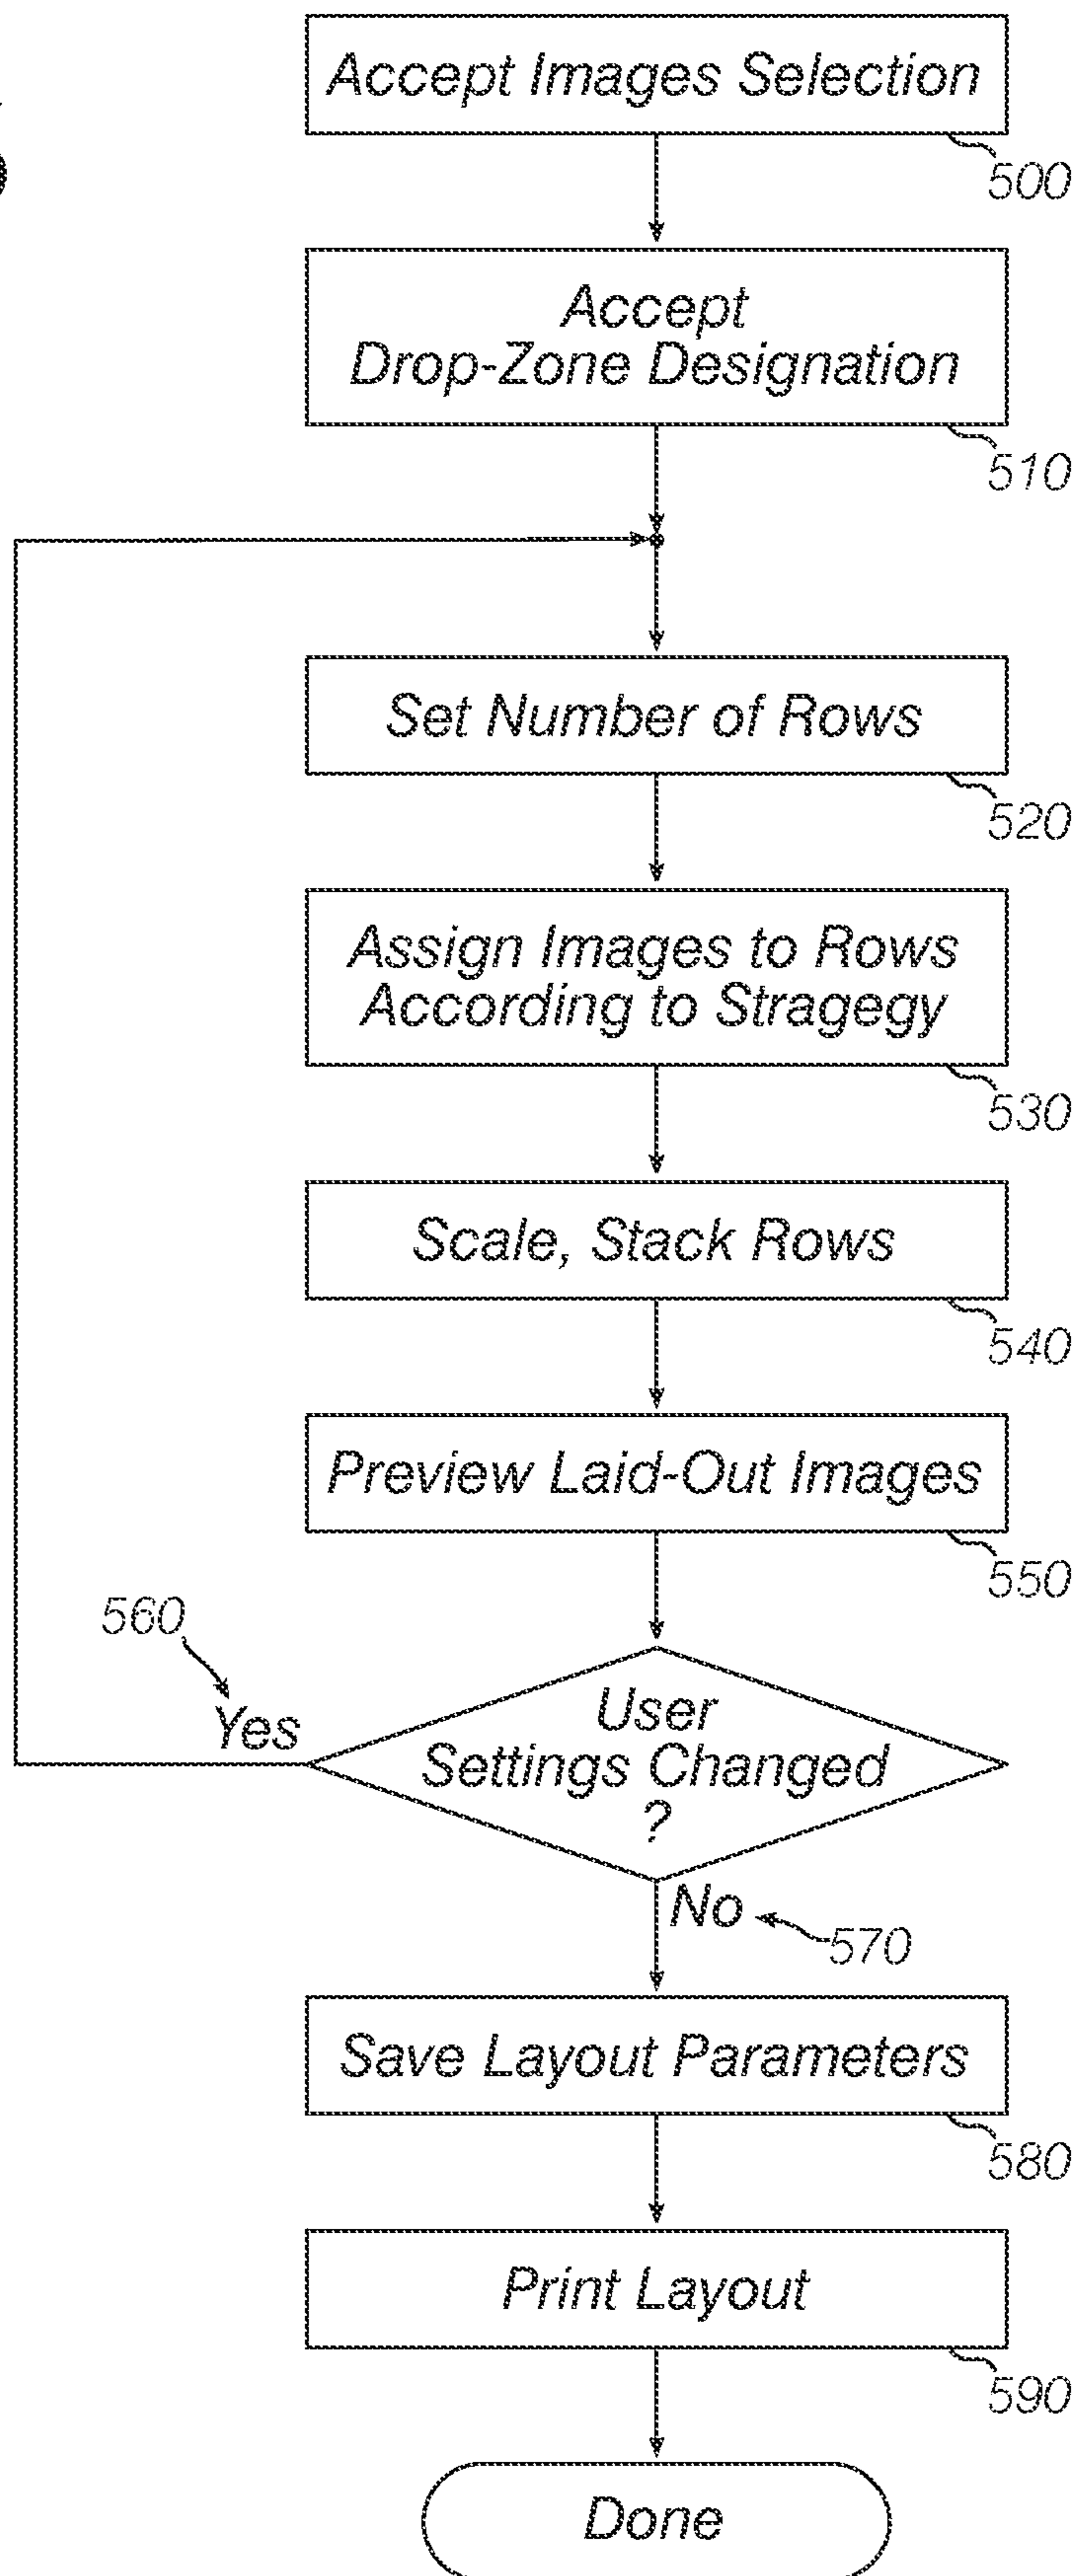 Accept Images Selection
500
Accept
Drop-Zone Designation
510
Set Number of Rows
520
Assign Images to Rows
According to Stragegy
530
Scale, Stack Rows
540
Preview Laid-Out Images
550
560
Yes
User
Settings Changed
?
No
570
Save Layout Parameters
580
Print Layout
590
Done